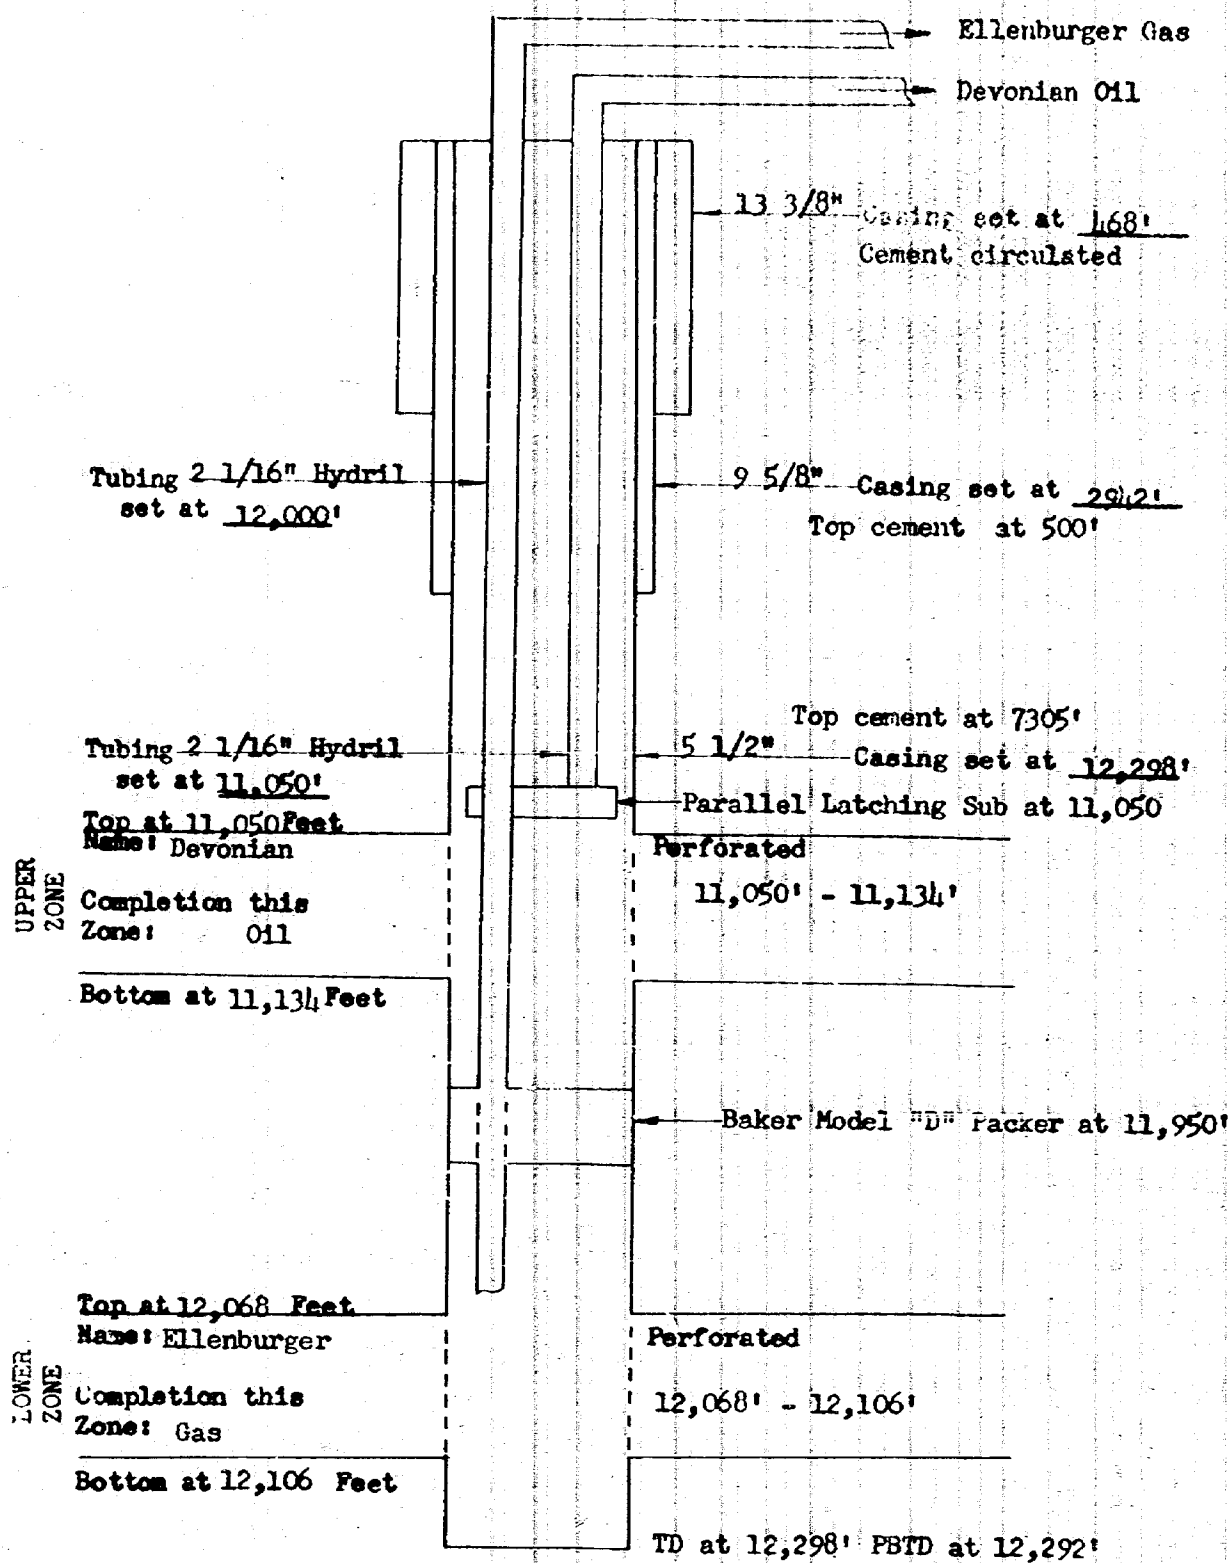 Ellenburger Gas
Devonian Oil
13 3/8" Casing set at 468'
Cement circulated
Tubing 2 1/16" Hydril
set at 12,000'
9 5/8" Casing set at 2942'
Top cement at 500'
Top cement at 7305'
Tubing 2 1/16" Hydril
set at 11,050'
5 1/2" Casing set at 12,298'
Parallel Latching Sub at 11,050
UPPER
ZONE
Top at 11,050 Feet
Name: Devonian
Completion this
Zone: Oil
Perforated
11,050' - 11,134'
Bottom at 11,134 Feet
Baker Model "D" Packer at 11,950'
LOWER
ZONE
Top at 12,068 Feet
Name: Ellenburger
Completion this
Zone: Gas
Perforated
12,068' - 12,106'
Bottom at 12,106 Feet
TD at 12,298' PBTD at 12,292'